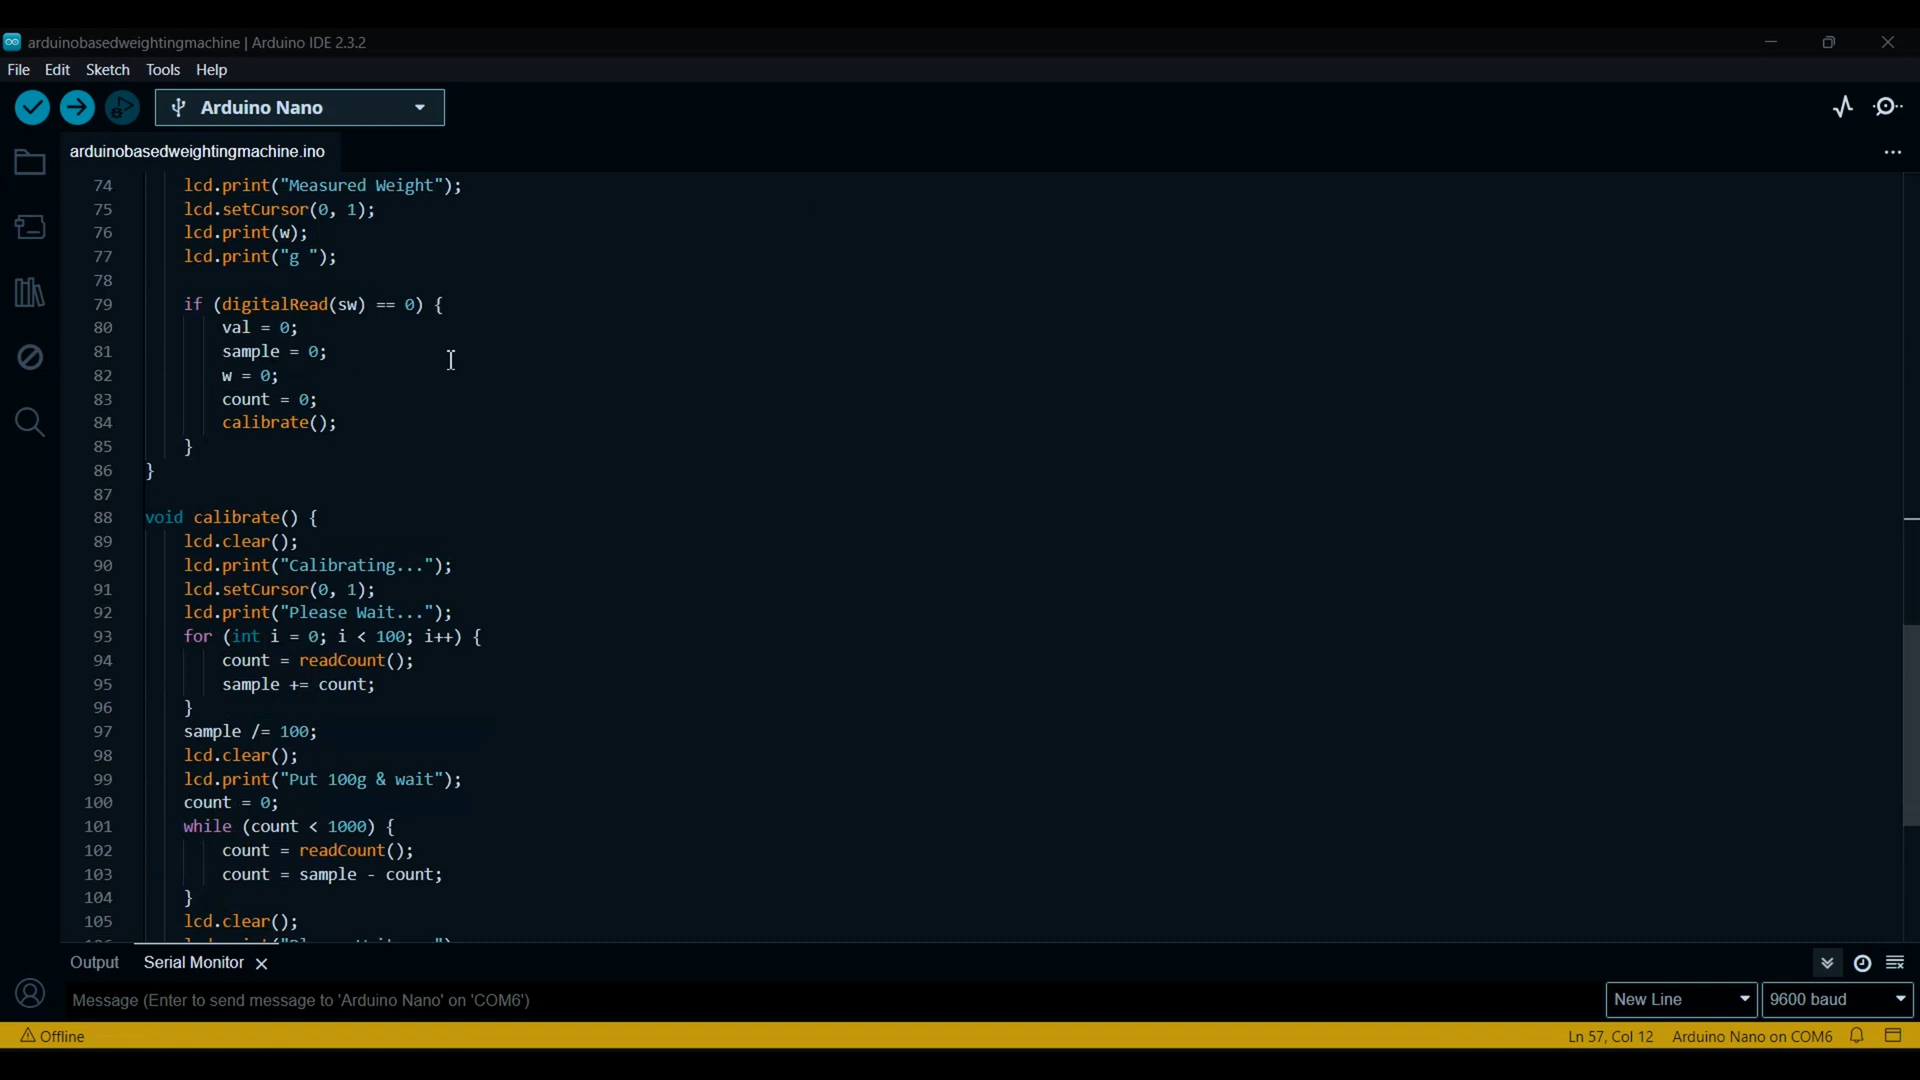 arduinobasedweightingmachine | Arduino IDE 2.3.2
File Edit Sketch Tools Help
Arduino Nano
arduinobasedweightingmachine.ino
74 lcd.print("Measured Weight");
75 lcd.setCursor(0, 1);
76 lcd.print(w);
77 lcd.print("g ");
78
79 if (digitalRead(sw) == 0) {
80 val = 0;
81 sample = 0;
82 w = 0;
83 count = 0;
84 calibrate();
85 }
86 }
87
88 void calibrate() {
89 lcd.clear();
90 lcd.print("Calibrating...");
91 lcd.setCursor(0, 1);
92 lcd.print("Please Wait...");
93 for (int i = 0; i < 100; i++) {
94 count = readCount();
95 sample += count;
96 }
97 sample /= 100;
98 lcd.clear();
99 lcd.print("Put 100g & wait");
100 count = 0;
101 while (count < 1000) {
102 count = readCount();
103 count = sample - count;
104 }
105 lcd.clear();
Output Serial Monitor
Message (Enter to send message to 'Arduino Nano' on 'COM6') New Line 9600 baud
Offline Ln 57, Col 12 Arduino Nano on COM6